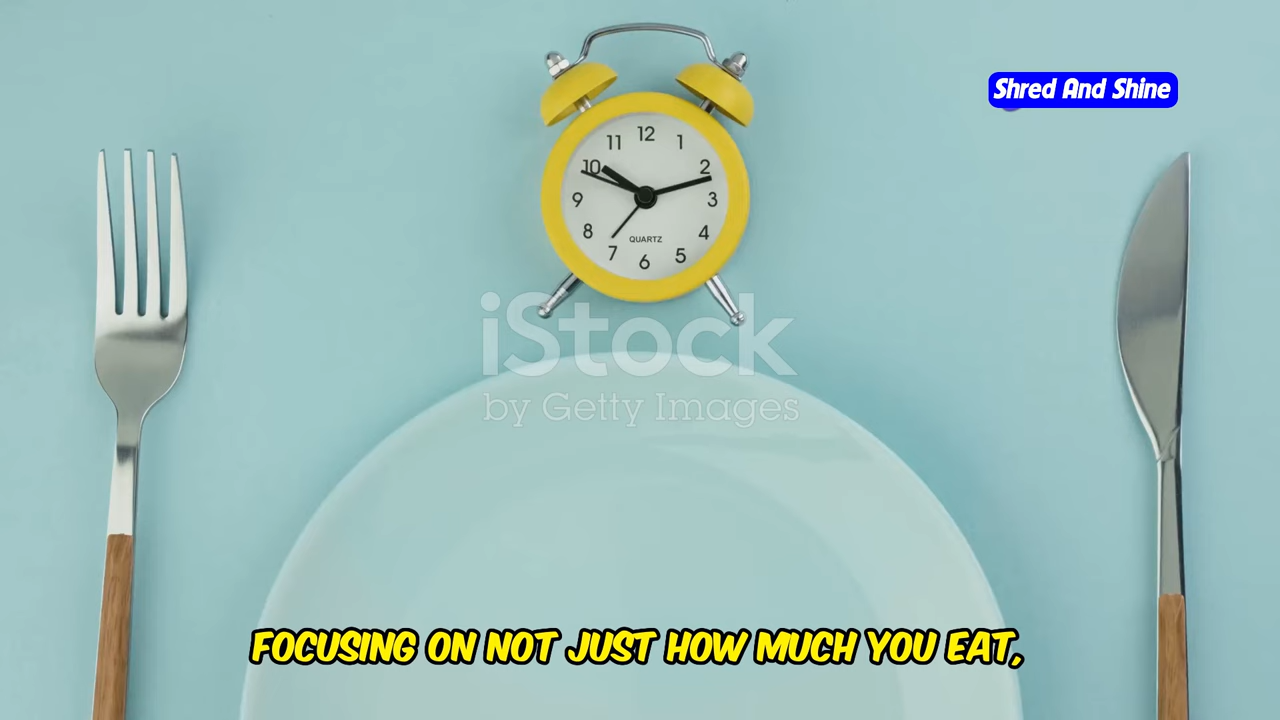 Shred And Shine
12
11
1
10
2
9
3
8
4
7
5
6
QUARTZ
iStock
by Getty Images
FOCUSING ON NOT JUST HOW MUCH YOU EAT,